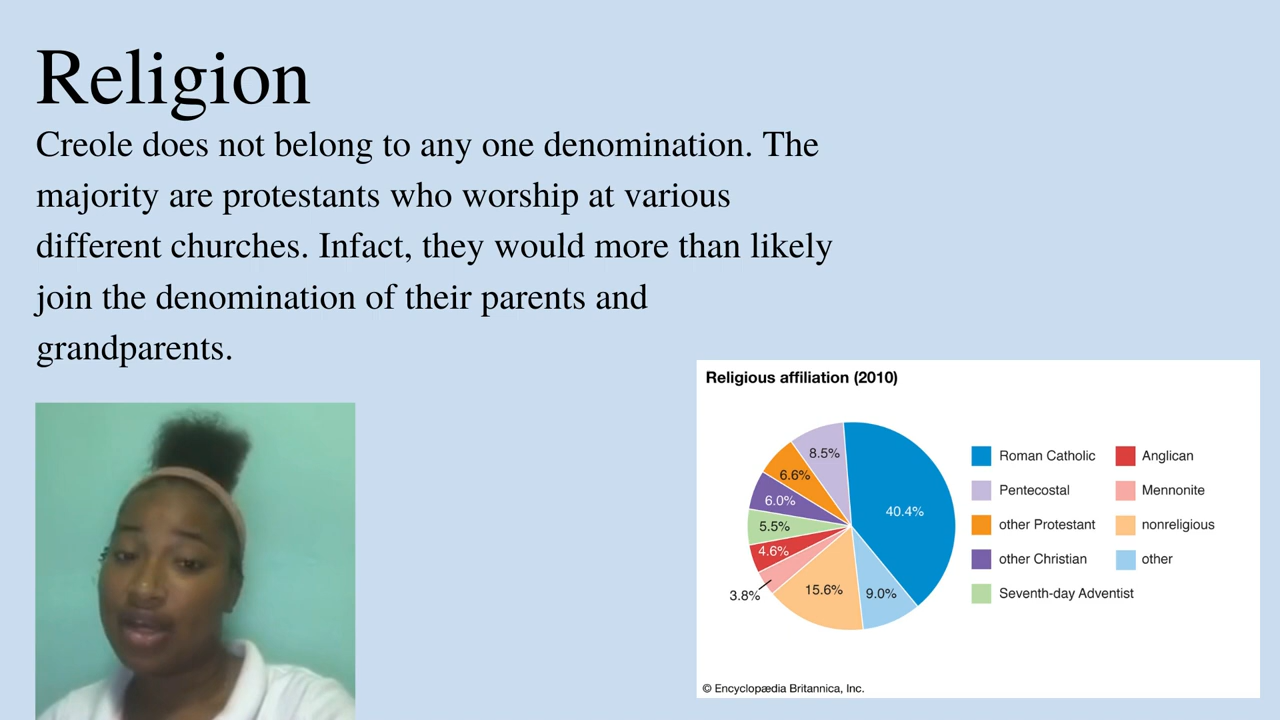 Religion
Creole does not belong to any one denomination. The
majority are protestants who worship at various
different churches. Infact, they would more than likely
join the denomination of their parents and
grandparents.
Religious affiliation (2010)
8.5%
6.6%
6.0%
40.4%
5.5%
4.6%
3.8%
15.6%
9.0%
Roman Catholic
Anglican
Pentecostal
Mennonite
other Protestant
nonreligious
other Christian
other
Seventh-day Adventist
© Encyclopædia Britannica, Inc.